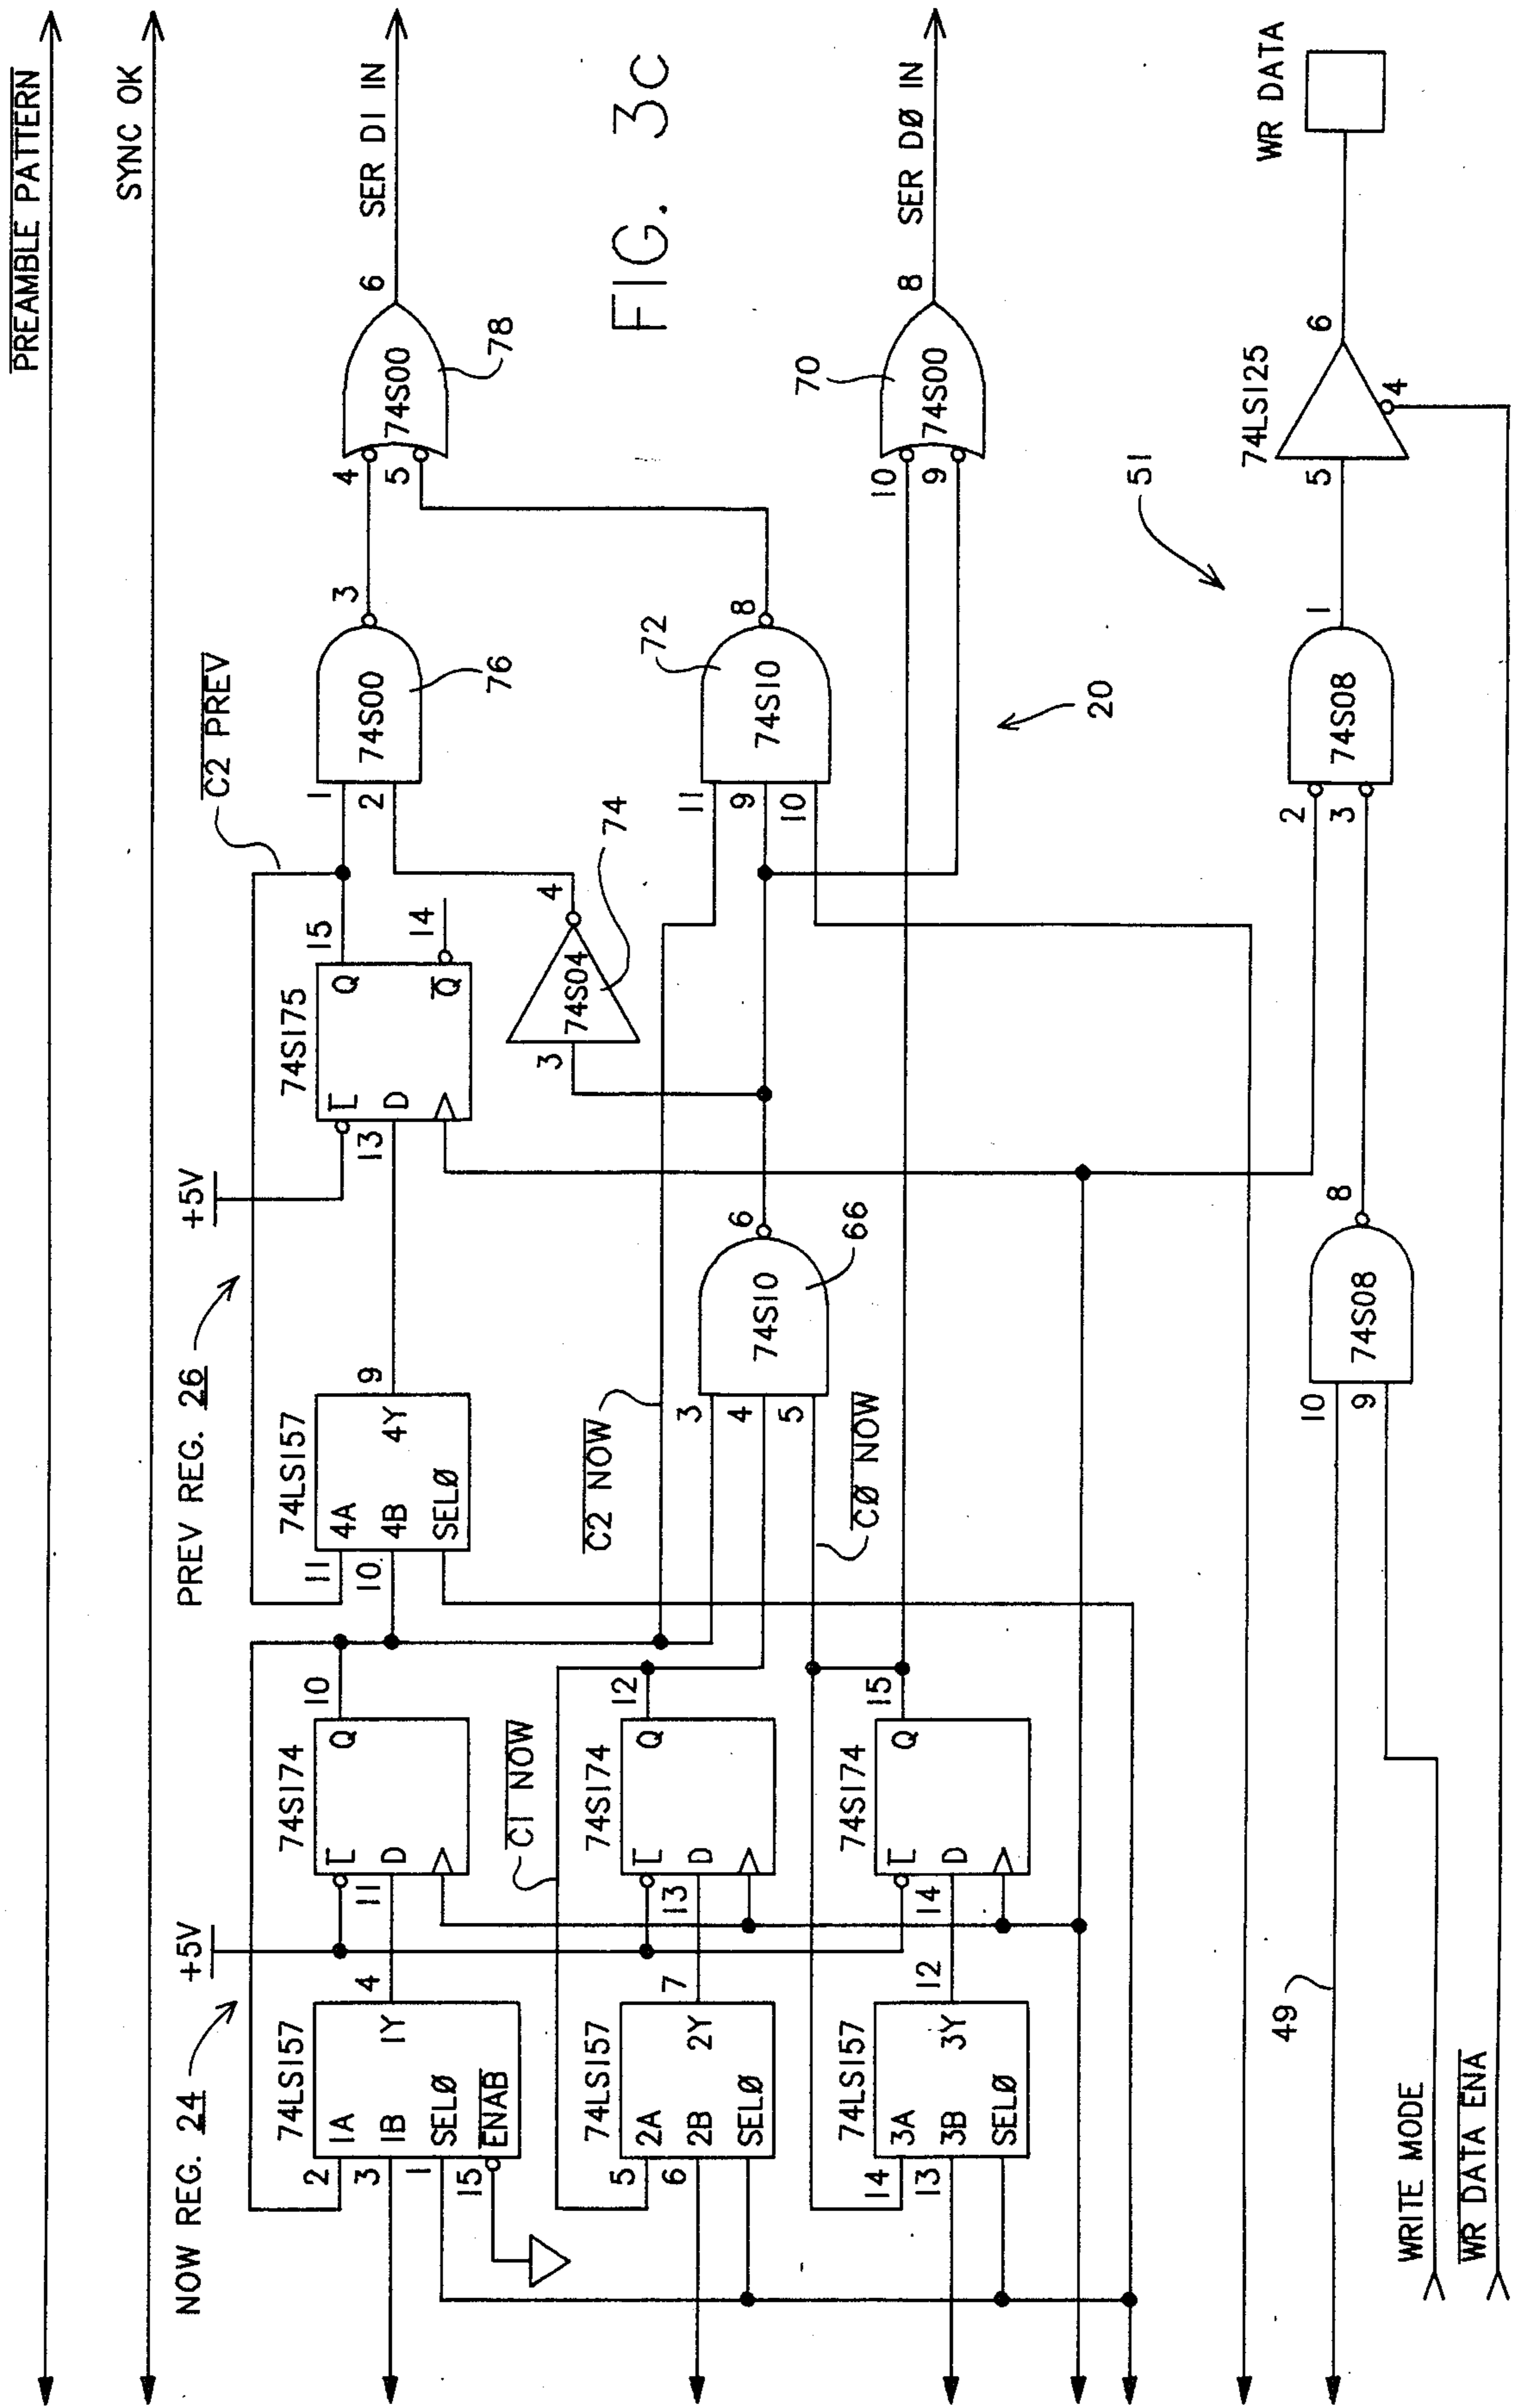 PREAMBLE PATTERN
SYNC OK
NOW REG. 24
+5V
PREV REG. 26
+5V
C2 PREV
74LS157
2 1A
3 1B
1 SELØ
15 ENAB
1Y 4
74S174
L
11 D
Q 10
74LS157
11 4A
10 4B
SELØ
4Y 9
74S175
L
13 D
Q 15
Q 14
1
2
74S00
3
76
4
5
74S00
6
78
SER D1 IN
3
74S04
4
74
C1 NOW
C2 NOW
FIG. 3c
74LS157
5 2A
6 2B
SELØ
2Y 7
74S174
L
13 D
Q 12
3
4
5
74S10
6
66
11
9
10
74S10
8
72
CØ NOW
74LS157
14 3A
13 3B
SELØ
3Y 12
74S174
L
14 D
Q 15
10
9
74S00
8
70
SER DØ IN
20
51
49
10
9
74S08
8
2
3
74S08
1
74LS125
5
6
4
WR DATA
WRITE MODE
WR DATA ENA